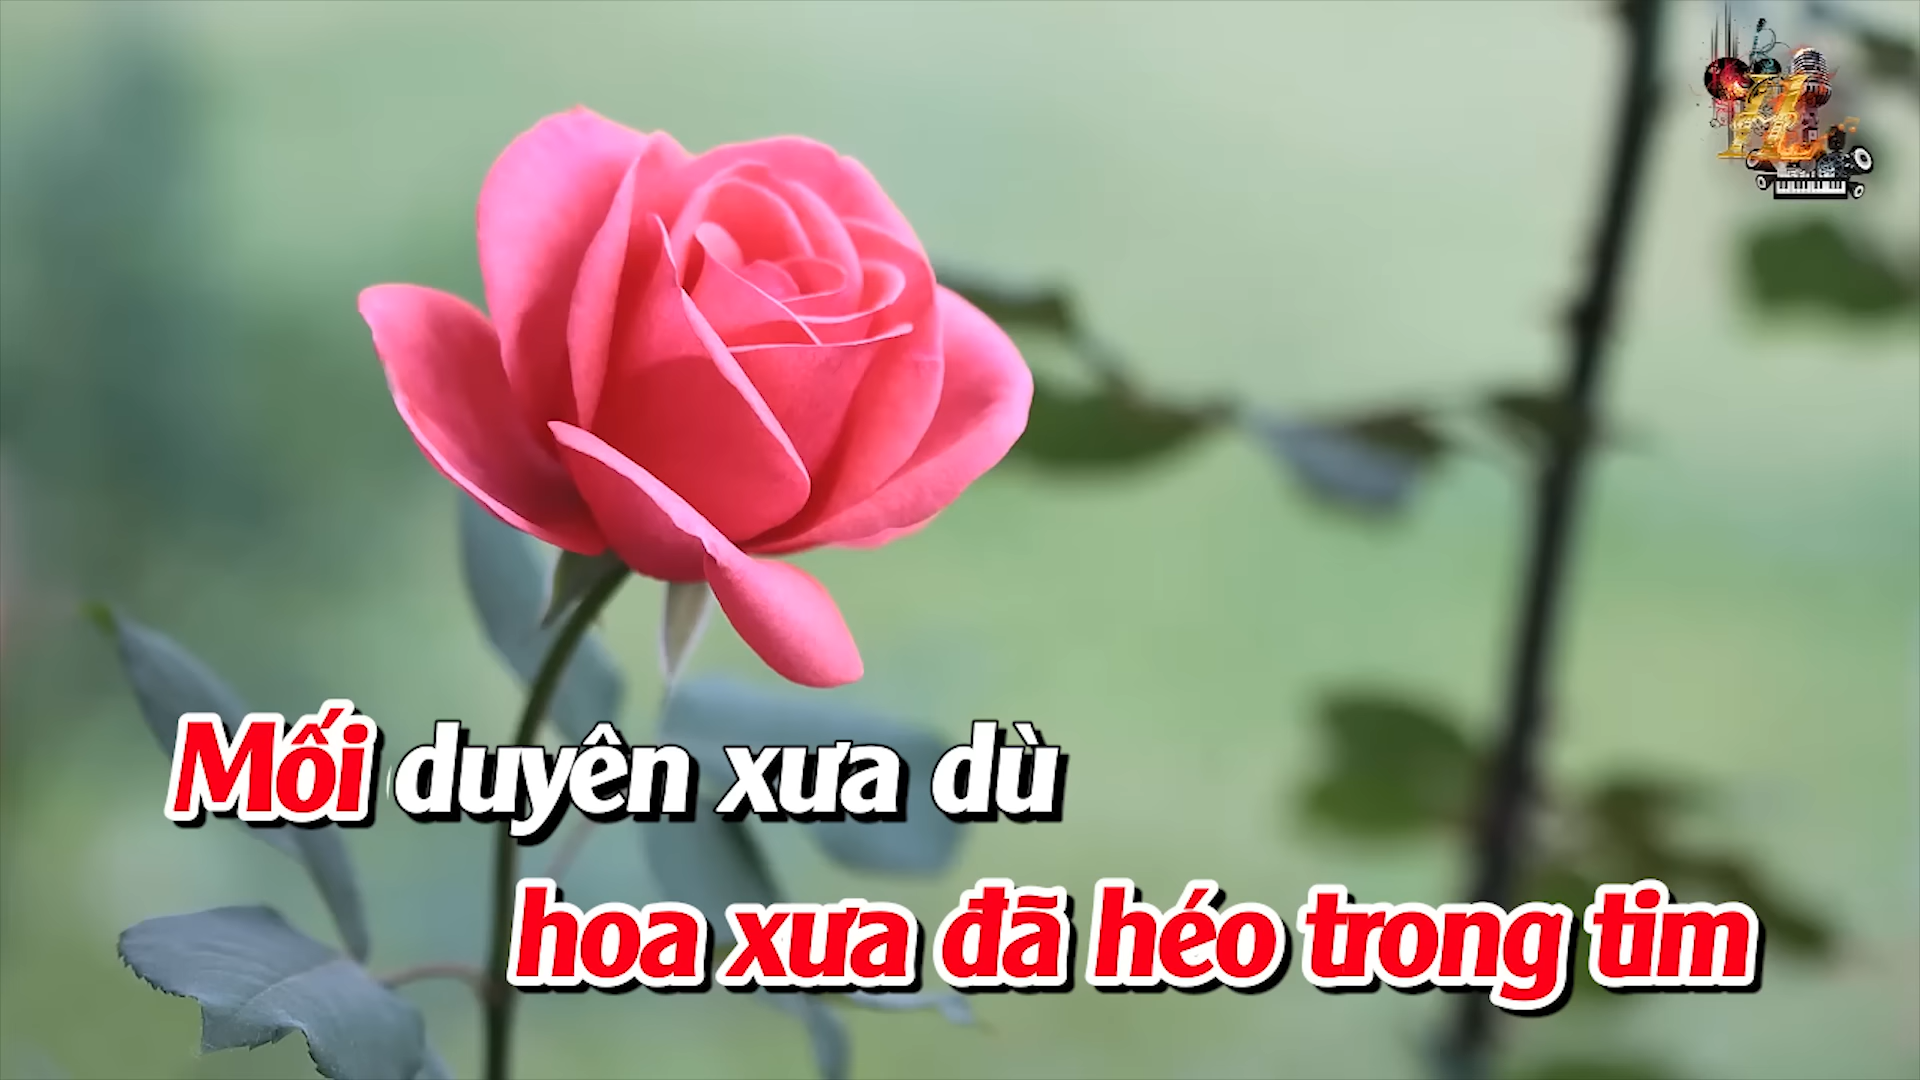 Mối duyên xưa dù
hoa xưa đã héo trong tim